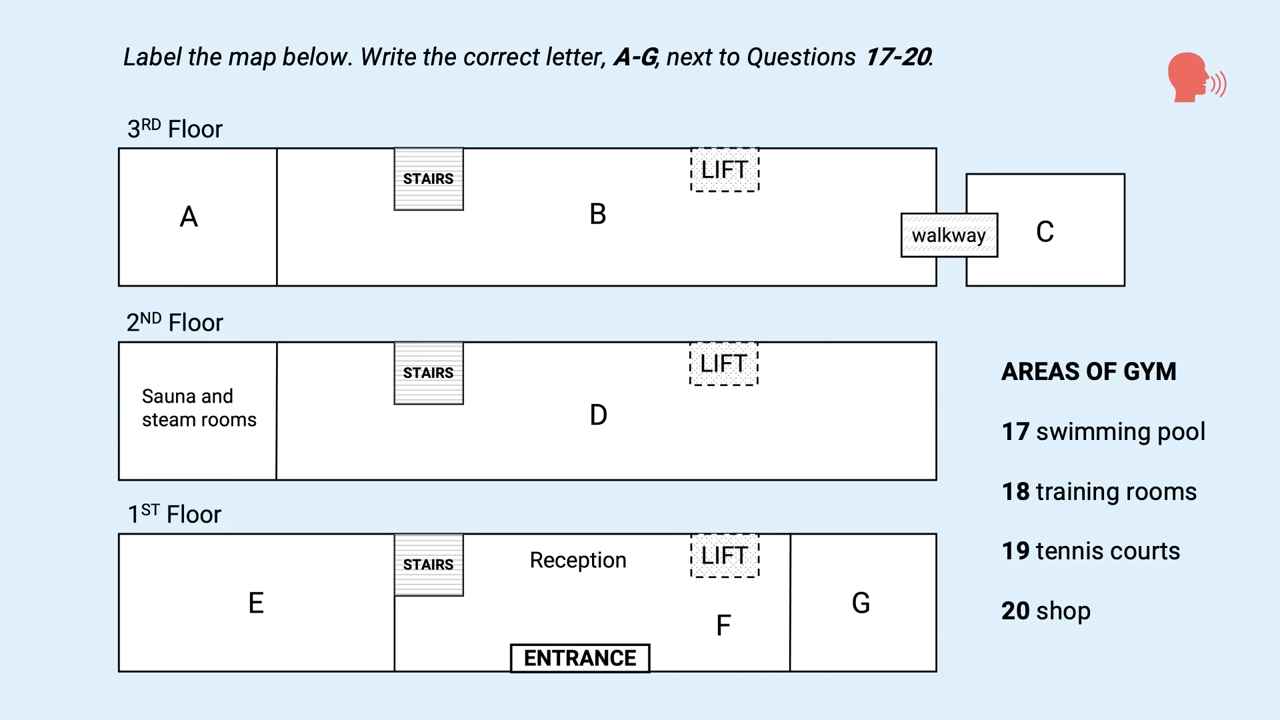 Label the map below. Write the correct letter, A-G, next to Questions 17-20.
3RD Floor
A
STAIRS
B
LIFT
walkway
C
2ND Floor
Sauna and
steam rooms
STAIRS
D
LIFT
1ST Floor
E
STAIRS
Reception
LIFT
F
G
ENTRANCE
AREAS OF GYM
17 swimming pool
18 training rooms
19 tennis courts
20 shop